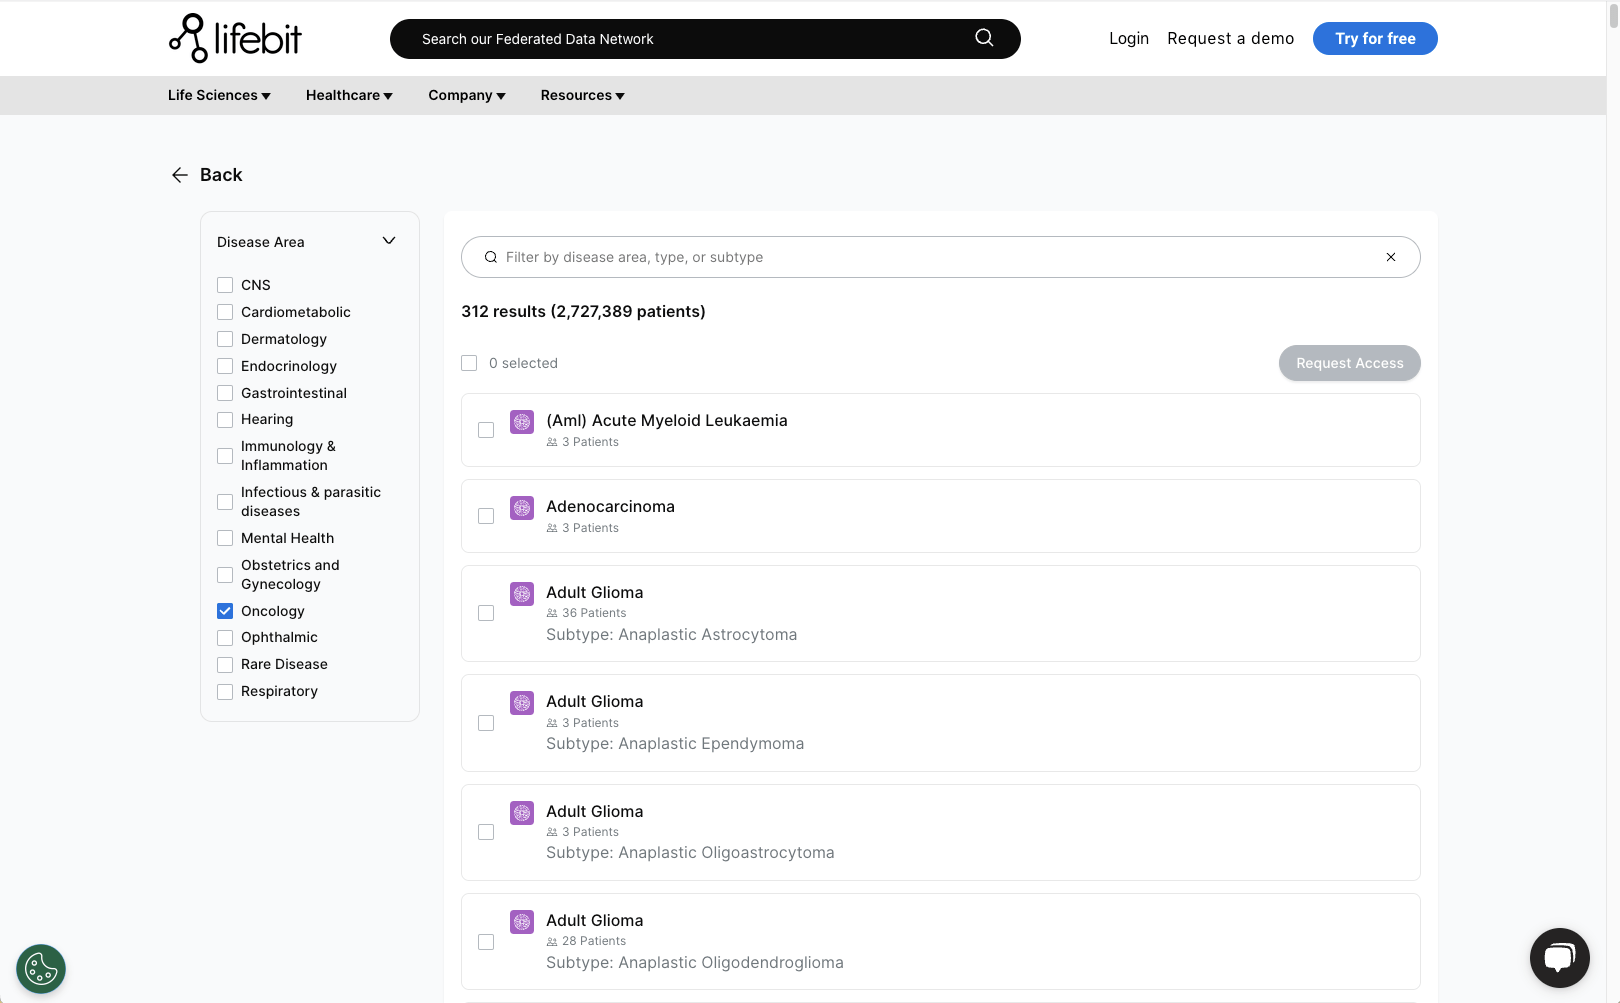 lifebit
Search our Federated Data Network
Login
Request a demo
Try for free
Life Sciences
Healthcare
Company
Resources
Back
Disease Area
CNS
Cardiometabolic
Dermatology
Endocrinology
Gastrointestinal
Hearing
Immunology &
Inflammation
Infectious & parasitic
diseases
Mental Health
Obstetrics and
Gynecology
Oncology
Ophthalmic
Rare Disease
Respiratory
Filter by disease area, type, or subtype
312 results (2,727,389 patients)
0 selected
Request Access
(Aml) Acute Myeloid Leukaemia
3 Patients
Adenocarcinoma
3 Patients
Adult Glioma
36 Patients
Subtype: Anaplastic Astrocytoma
Adult Glioma
3 Patients
Subtype: Anaplastic Ependymoma
Adult Glioma
3 Patients
Subtype: Anaplastic Oligoastrocytoma
Adult Glioma
28 Patients
Subtype: Anaplastic Oligodendroglioma